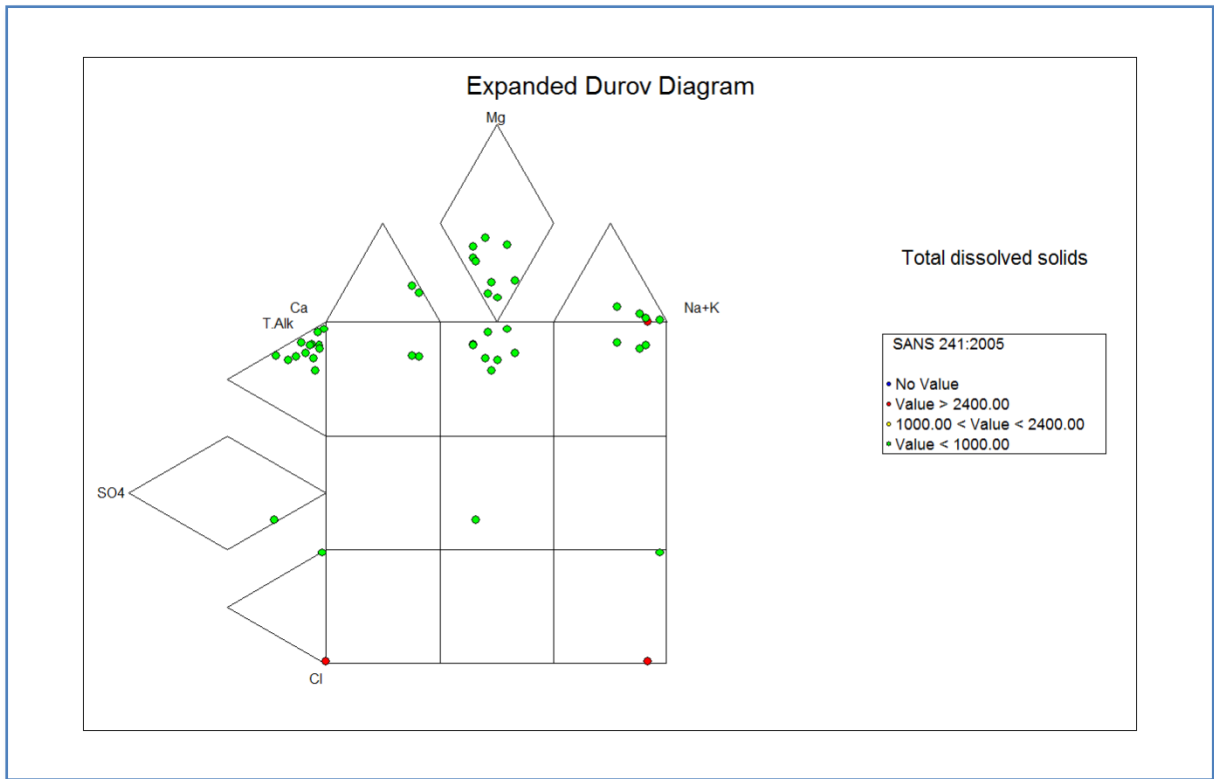 Expanded Durov Diagram
Mg
Ca
T.Alk
Na+K
SO4
Cl
Total dissolved solids
SANS 241:2005
No Value
Value > 2400.00
1000.00 < Value < 2400.00
Value < 1000.00